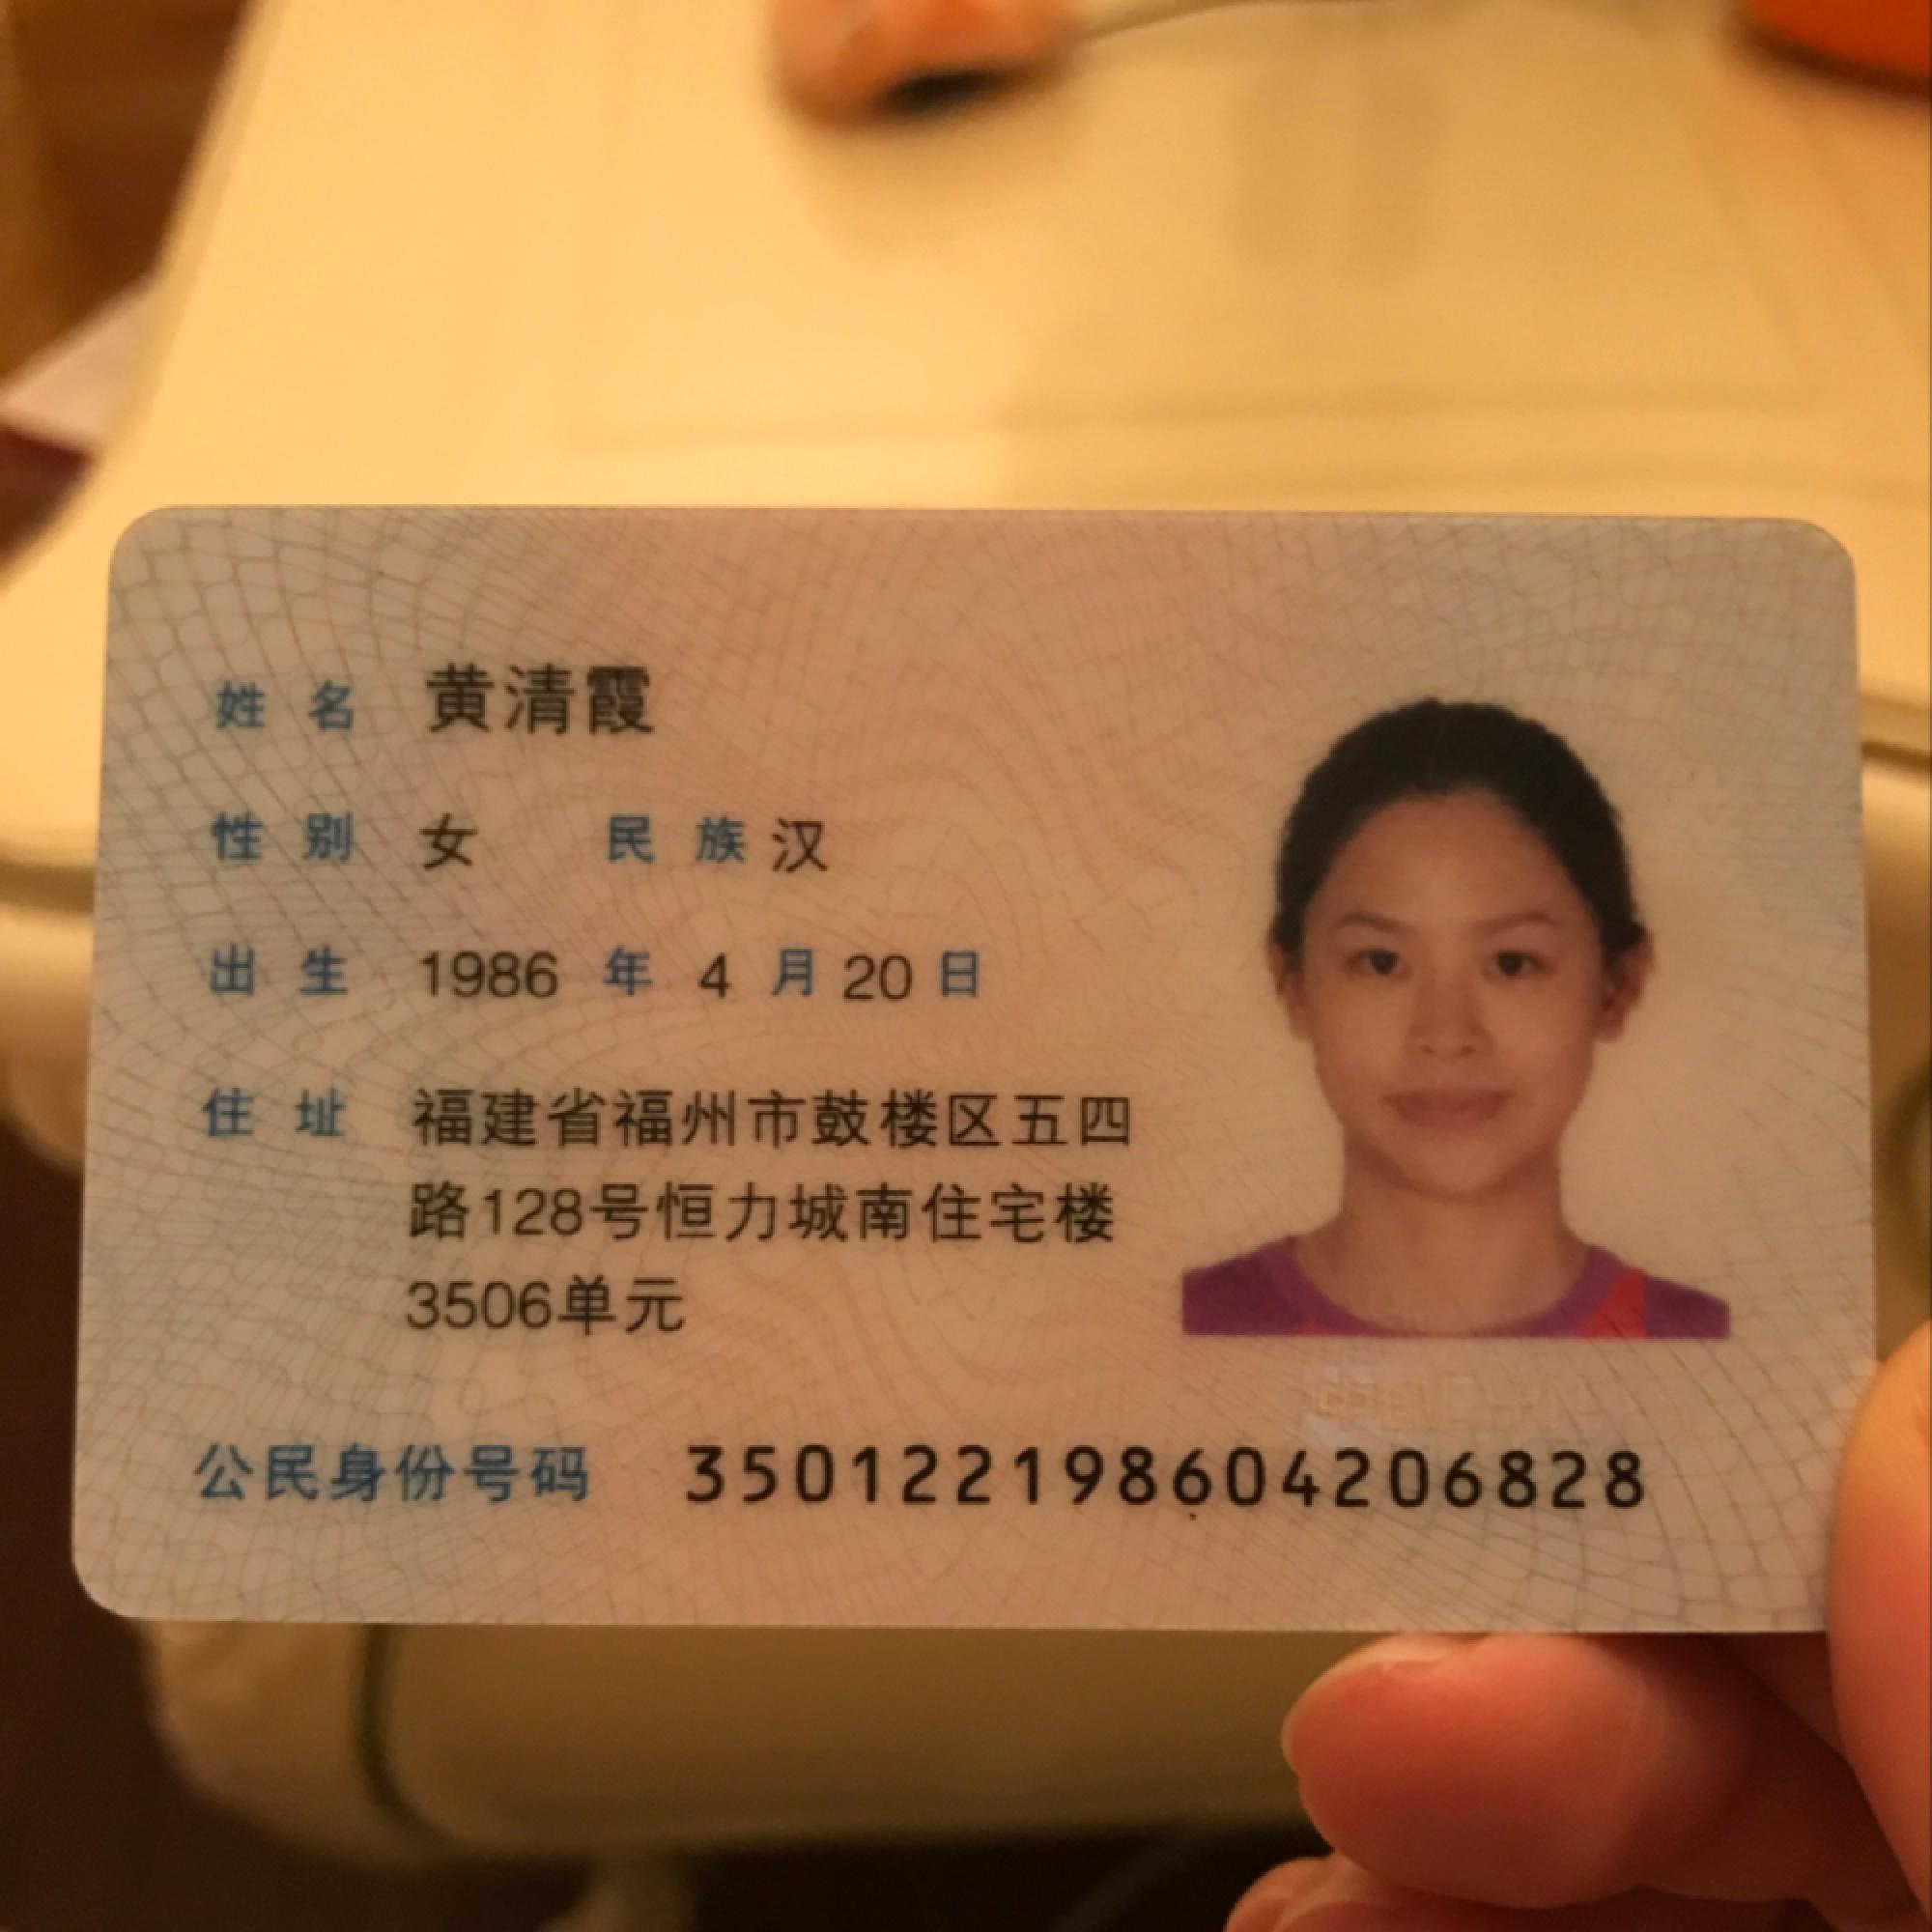 姓名 黄清霞
性别 女 民族 汉
出生 1986 年 4 月 20 日
住址 福建省福州市鼓楼区五四
路128号恒力城南住宅楼
3506单元
公民身份号码 350122198604206828